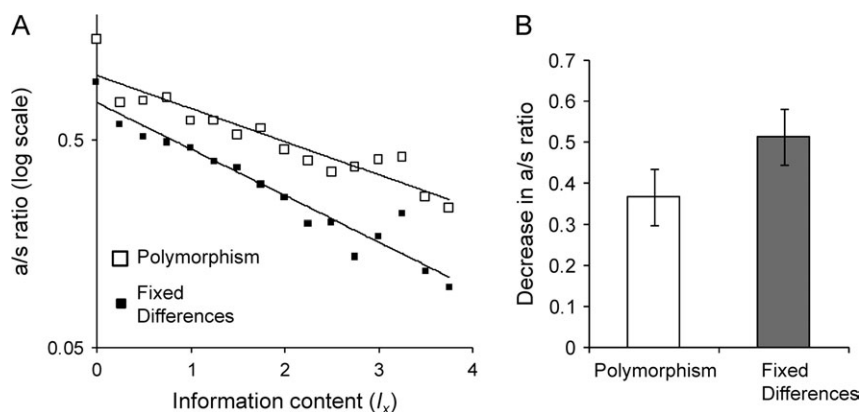 A
a/s ratio (log scale)
0.5
0.05
Polymorphism
Fixed
Differences
0 1 2 3 4
Information content (Iₓ)
B
Decrease in a/s ratio
0.7
0.6
0.5
0.4
0.3
0.2
0.1
0
Polymorphism Fixed
Differences